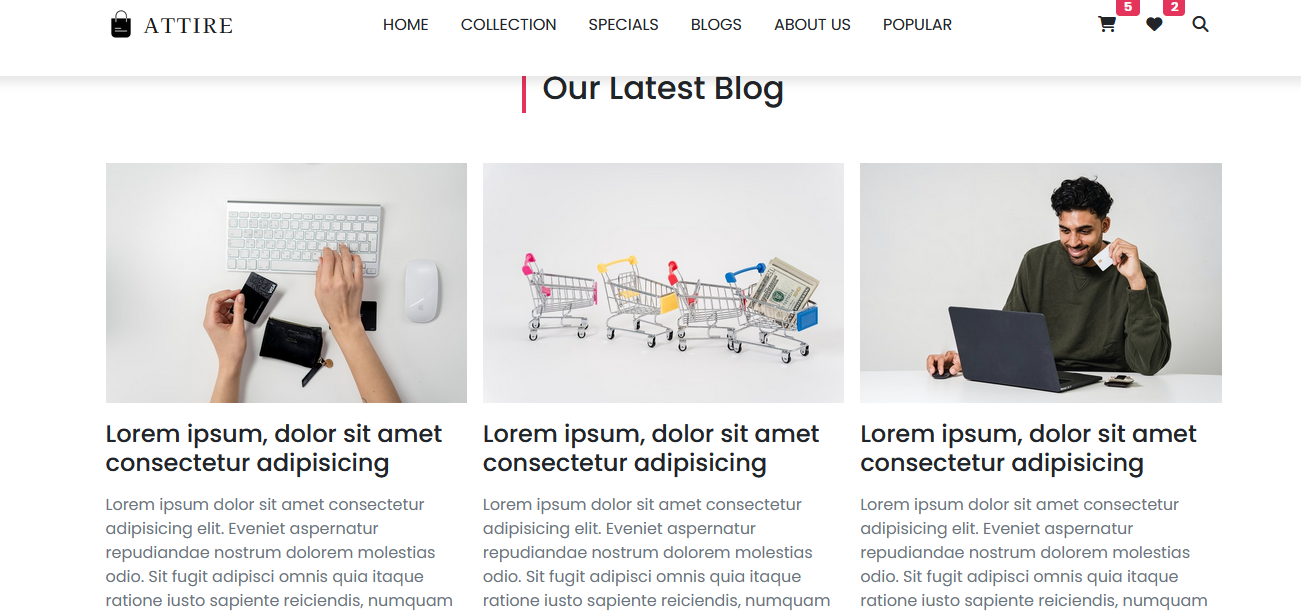 ATTIRE
HOME COLLECTION SPECIALS BLOGS ABOUT US POPULAR
5 2
Our Latest Blog
Lorem ipsum, dolor sit amet
consectetur adipisicing
Lorem ipsum dolor sit amet consectetur
adipisicing elit. Eveniet aspernatur
repudiandae nostrum dolorem molestias
odio. Sit fugit adipisci omnis quia itaque
ratione iusto sapiente reiciendis, numquam
Lorem ipsum, dolor sit amet
consectetur adipisicing
Lorem ipsum dolor sit amet consectetur
adipisicing elit. Eveniet aspernatur
repudiandae nostrum dolorem molestias
odio. Sit fugit adipisci omnis quia itaque
ratione iusto sapiente reiciendis, numquam
Lorem ipsum, dolor sit amet
consectetur adipisicing
Lorem ipsum dolor sit amet consectetur
adipisicing elit. Eveniet aspernatur
repudiandae nostrum dolorem molestias
odio. Sit fugit adipisci omnis quia itaque
ratione iusto sapiente reiciendis, numquam